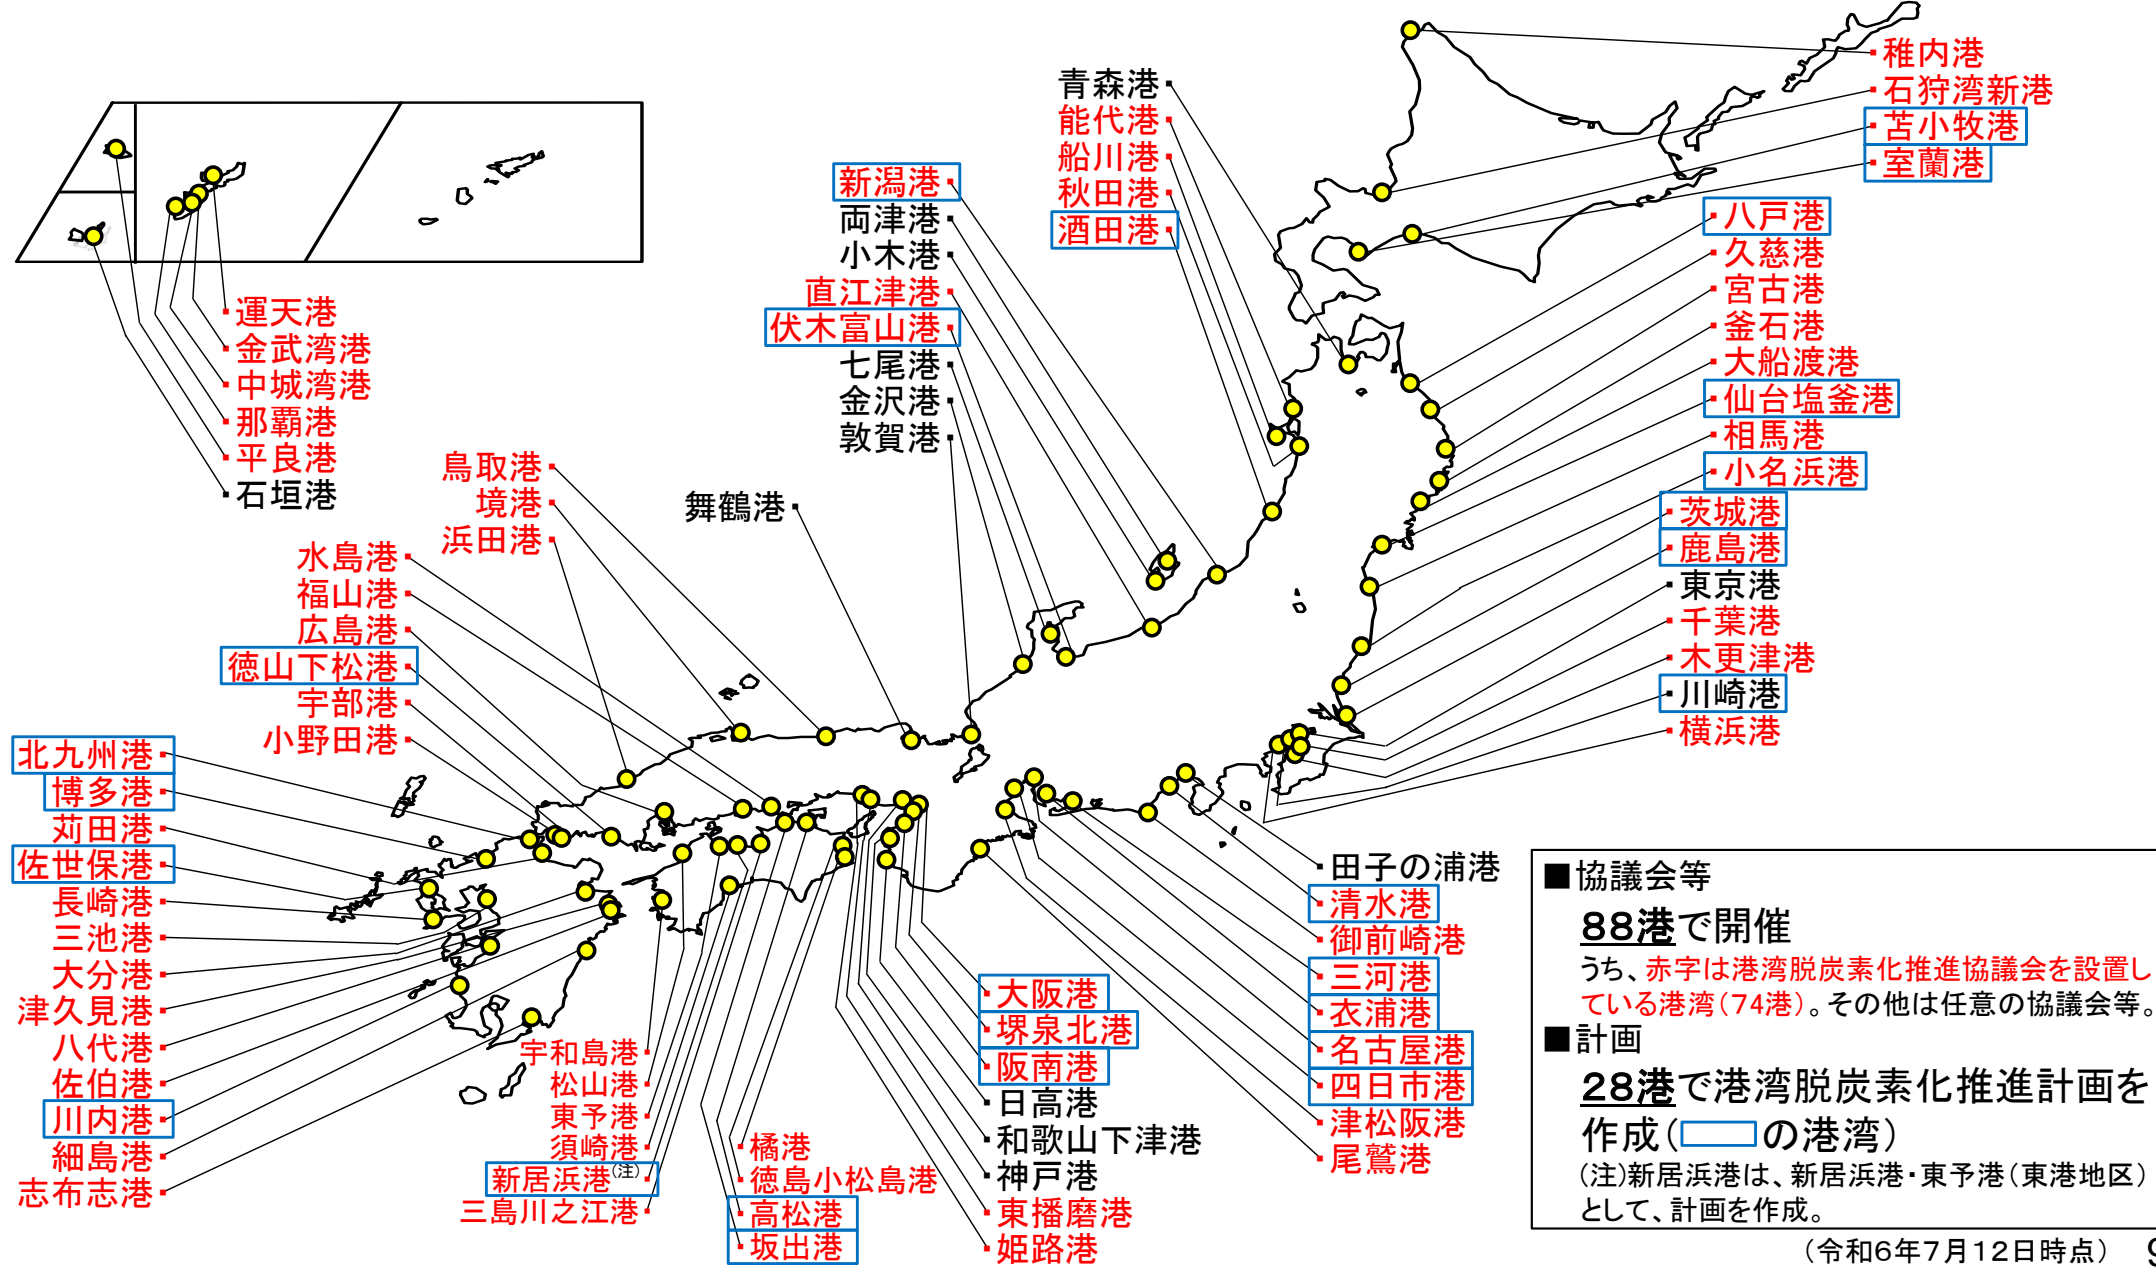 稚内港
石狩湾新港
苫小牧港
室蘭港
青森港
能代港
船川港
秋田港
酒田港
新潟港
両津港
小木港
直江津港
伏木富山港
七尾港
金沢港
敦賀港
八戸港
久慈港
宮古港
釜石港
大船渡港
仙台塩釜港
相馬港
小名浜港
茨城港
鹿島港
東京港
千葉港
木更津港
川崎港
横浜港
運天港
金武湾港
中城湾港
那覇港
平良港
石垣港
鳥取港
境港
浜田港
舞鶴港
水島港
福山港
広島港
徳山下松港
宇部港
小野田港
北九州港
博多港
苅田港
佐世保港
長崎港
三池港
大分港
津久見港
八代港
佐伯港
川内港
細島港
志布志港
宇和島港
松山港
東予港
須崎港
新居浜港(注)
三島川之江港
橘港
徳島小松島港
高松港
坂出港
大阪港
堺泉北港
阪南港
日高港
和歌山下津港
神戸港
東播磨港
姫路港
田子の浦港
清水港
御前崎港
三河港
衣浦港
名古屋港
四日市港
津松阪港
尾鷲港
■協議会等
88港で開催
うち、赤字は港湾脱炭素化推進協議会を設置し
ている港湾(74港)。その他は任意の協議会等。
■計画
28港で港湾脱炭素化推進計画を
作成( の港湾)
(注)新居浜港は、新居浜港・東予港(東港地区)
として、計画を作成。
(令和6年7月12日時点)
9